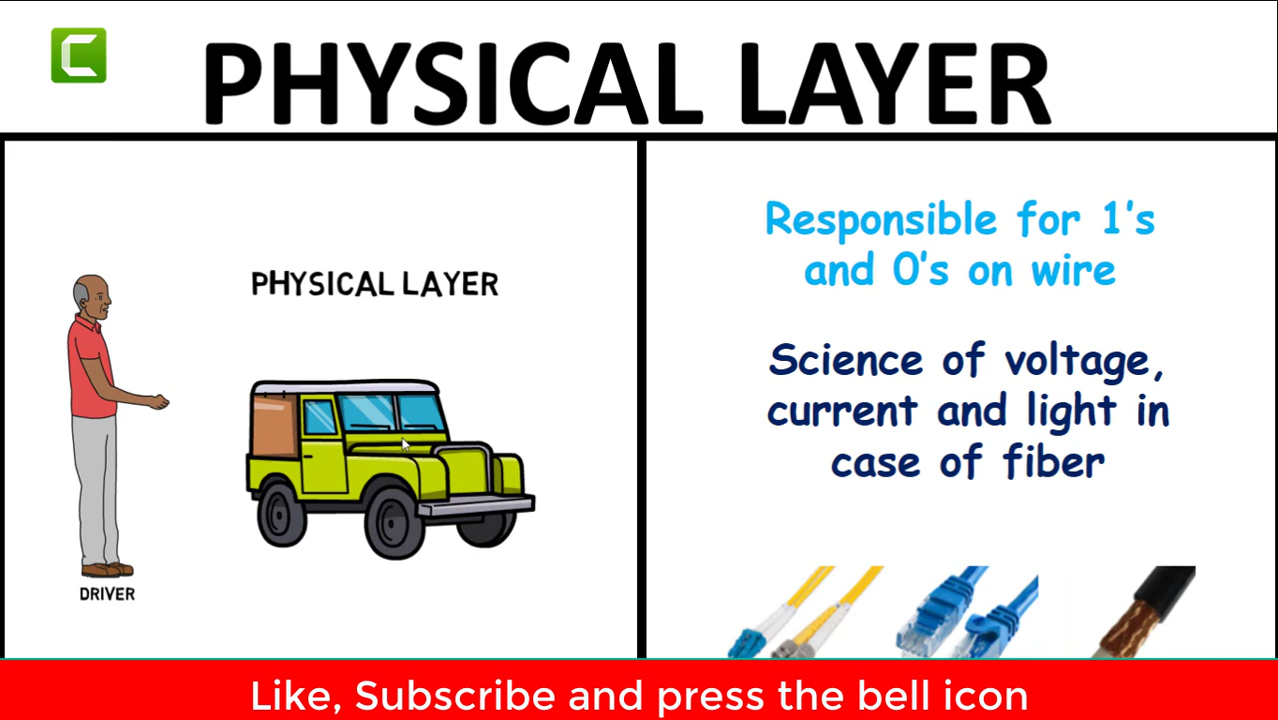 PHYSICAL LAYER
PHYSICAL LAYER
DRIVER
Responsible for 1's
and 0's on wire
Science of voltage,
current and light in
case of fiber
Like, Subscribe and press the bell icon